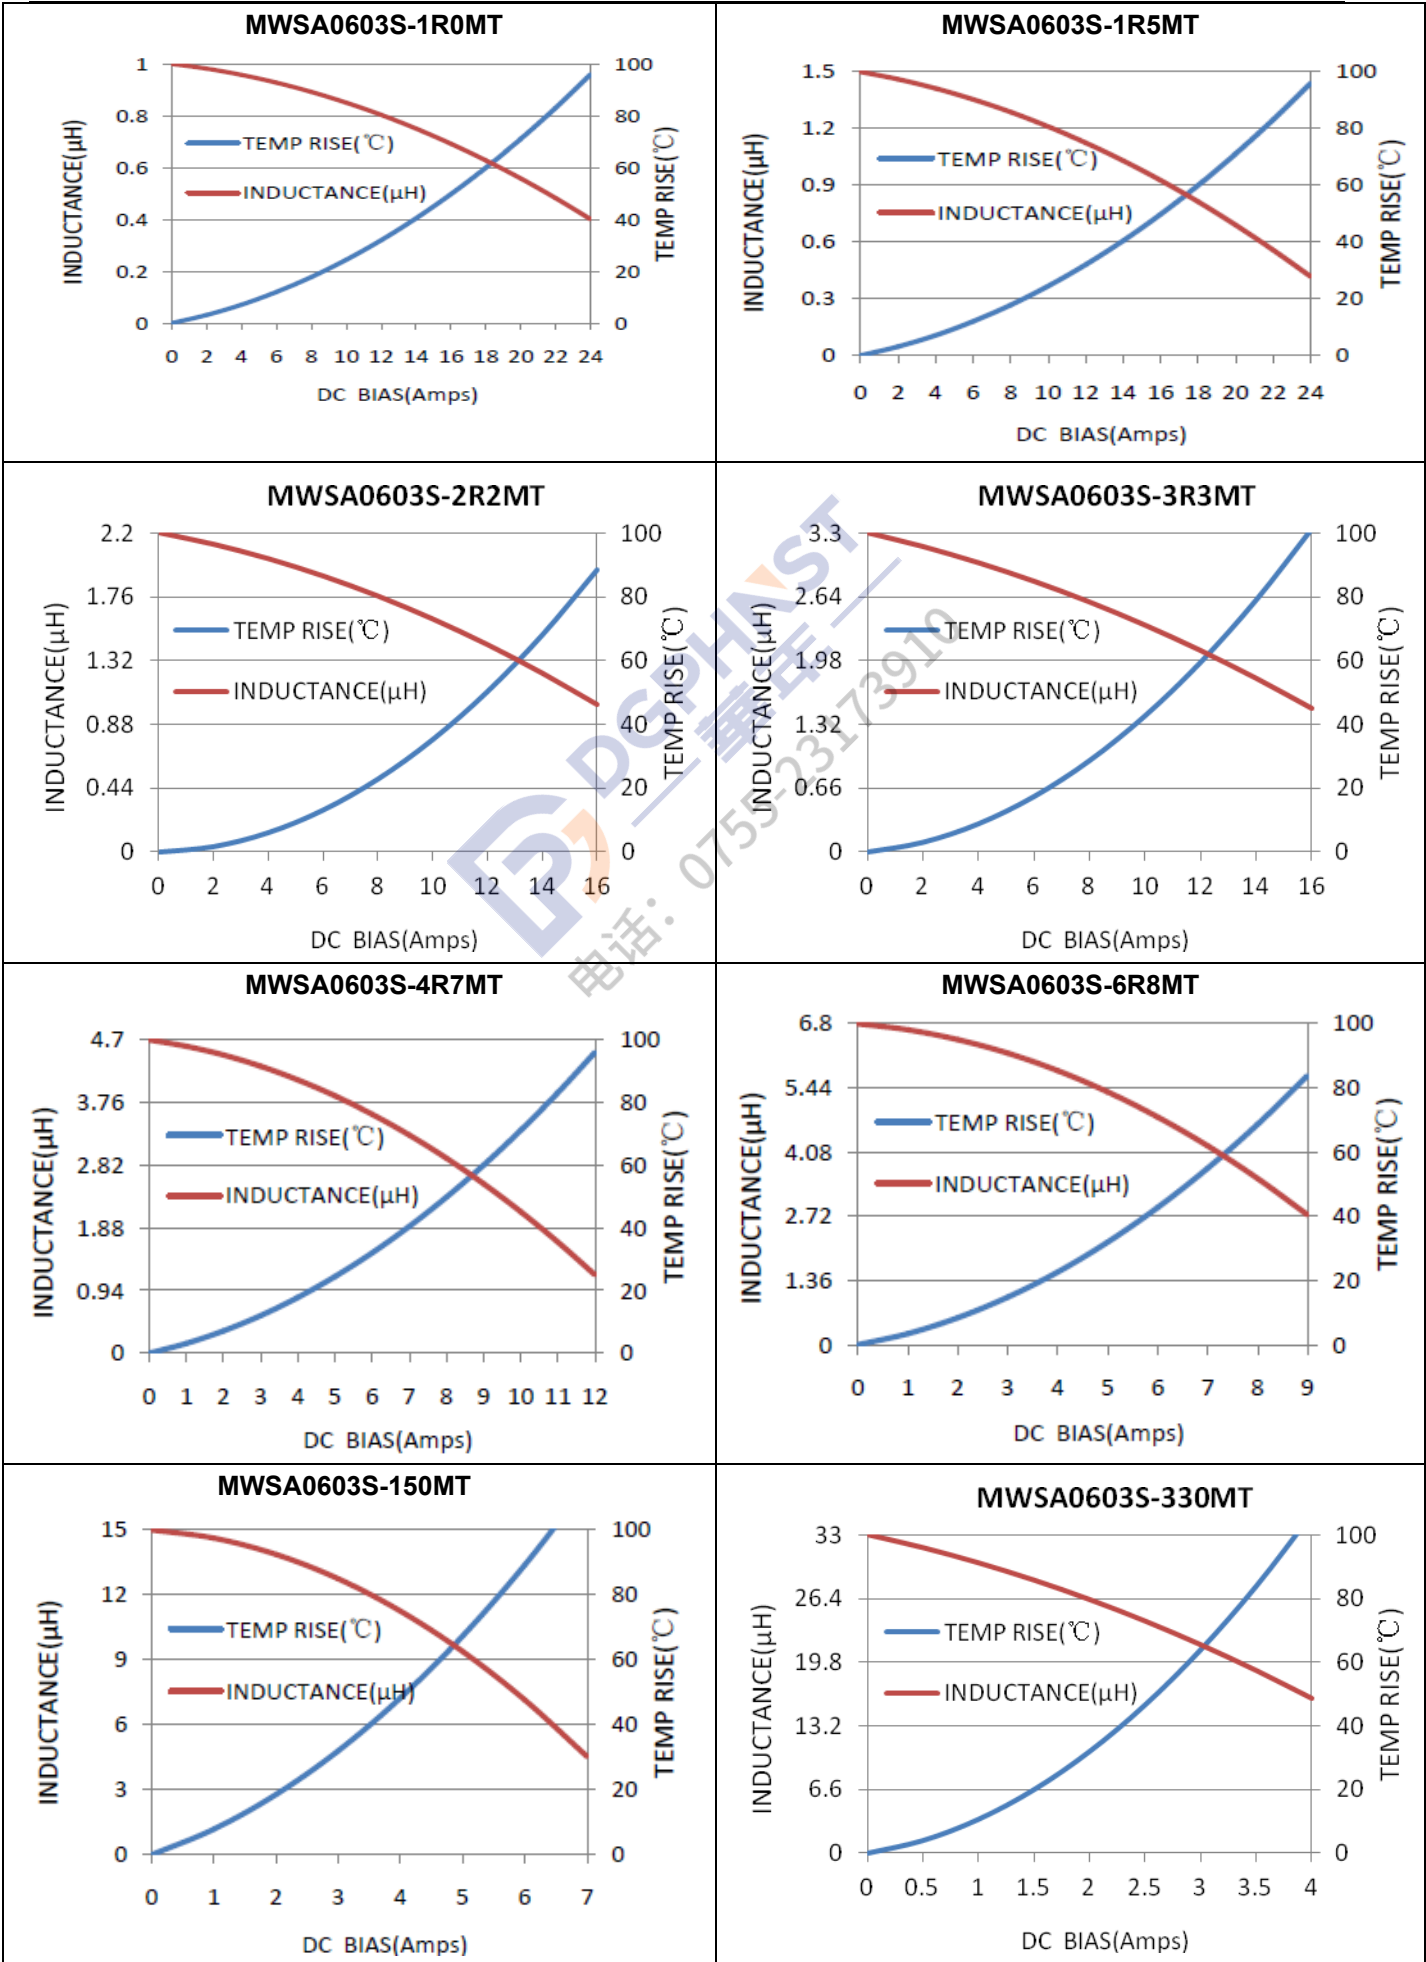 MWSA0603S-1R0MT
1
0.8
0.6
0.4
0.2
0
INDUCTANCE(μH)
TEMP RISE(℃)
INDUCTANCE(μH)
100
80
60
40
20
0
TEMP RISE(℃)
0 2 4 6 8 10 12 14 16 18 20 22 24
DC BIAS(Amps)
MWSA0603S-1R5MT
1.5
1.2
0.9
0.6
0.3
0
INDUCTANCE(μH)
TEMP RISE(℃)
INDUCTANCE(μH)
100
80
60
40
20
0
TEMP RISE(℃)
0 2 4 6 8 10 12 14 16 18 20 22 24
DC BIAS(Amps)
MWSA0603S-2R2MT
2.2
1.76
1.32
0.88
0.44
0
INDUCTANCE(μH)
TEMP RISE(℃)
INDUCTANCE(μH)
100
80
60
40
20
0
TEMP RISE(℃)
0 2 4 6 8 10 12 14 16
DC BIAS(Amps)
MWSA0603S-3R3MT
3.3
2.64
1.98
1.32
0.66
0
INDUCTANCE(μH)
TEMP RISE(℃)
INDUCTANCE(μH)
100
80
60
40
20
0
TEMP RISE(℃)
0 2 4 6 8 10 12 14 16
DC BIAS(Amps)
DGPHNST
电话：0755-23173910
MWSA0603S-4R7MT
4.7
3.76
2.82
1.88
0.94
0
INDUCTANCE(μH)
TEMP RISE(℃)
INDUCTANCE(μH)
100
80
60
40
20
0
TEMP RISE(℃)
0 1 2 3 4 5 6 7 8 9 10 11 12
DC BIAS(Amps)
MWSA0603S-6R8MT
6.8
5.44
4.08
2.72
1.36
0
INDUCTANCE(μH)
TEMP RISE(℃)
INDUCTANCE(μH)
100
80
60
40
20
0
TEMP RISE(℃)
0 1 2 3 4 5 6 7 8 9
DC BIAS(Amps)
MWSA0603S-150MT
15
12
9
6
3
0
INDUCTANCE(μH)
TEMP RISE(℃)
INDUCTANCE(μH)
100
80
60
40
20
0
TEMP RISE(℃)
0 1 2 3 4 5 6 7
DC BIAS(Amps)
MWSA0603S-330MT
33
26.4
19.8
13.2
6.6
0
INDUCTANCE(μH)
TEMP RISE(℃)
INDUCTANCE(μH)
100
80
60
40
20
0
TEMP RISE(℃)
0 0.5 1 1.5 2 2.5 3 3.5 4
DC BIAS(Amps)